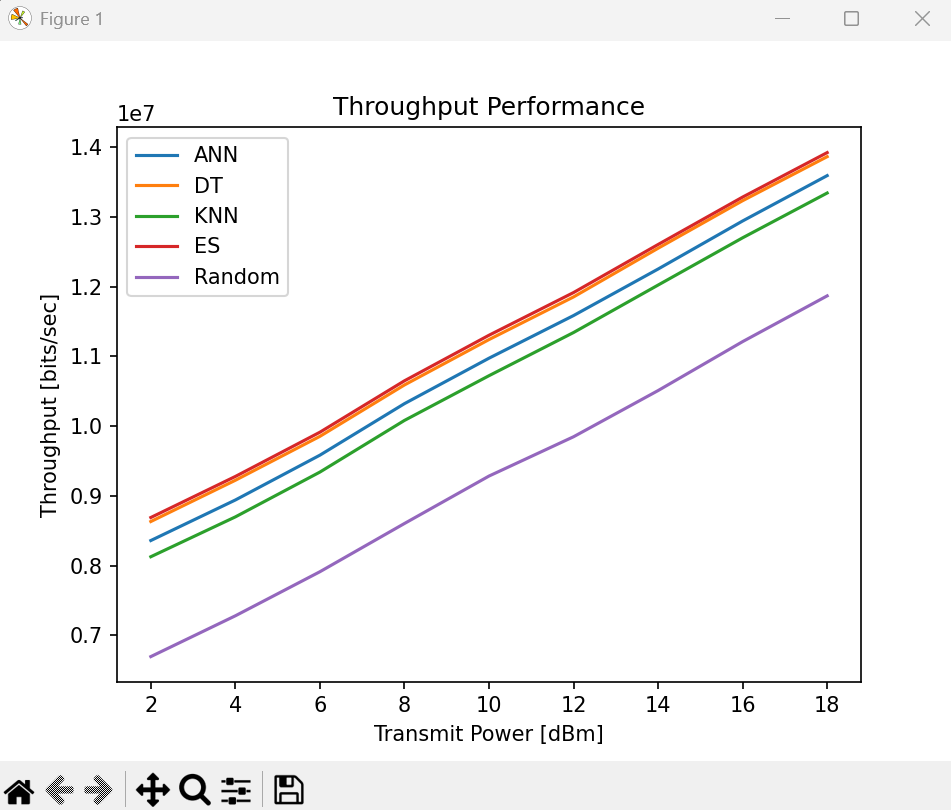 Figure 1
Throughput Performance
1e7
1.4
1.3
1.2
1.1
1.0
0.9
0.8
0.7
Throughput [bits/sec]
ANN
DT
KNN
ES
Random
2 4 6 8 10 12 14 16 18
Transmit Power [dBm]